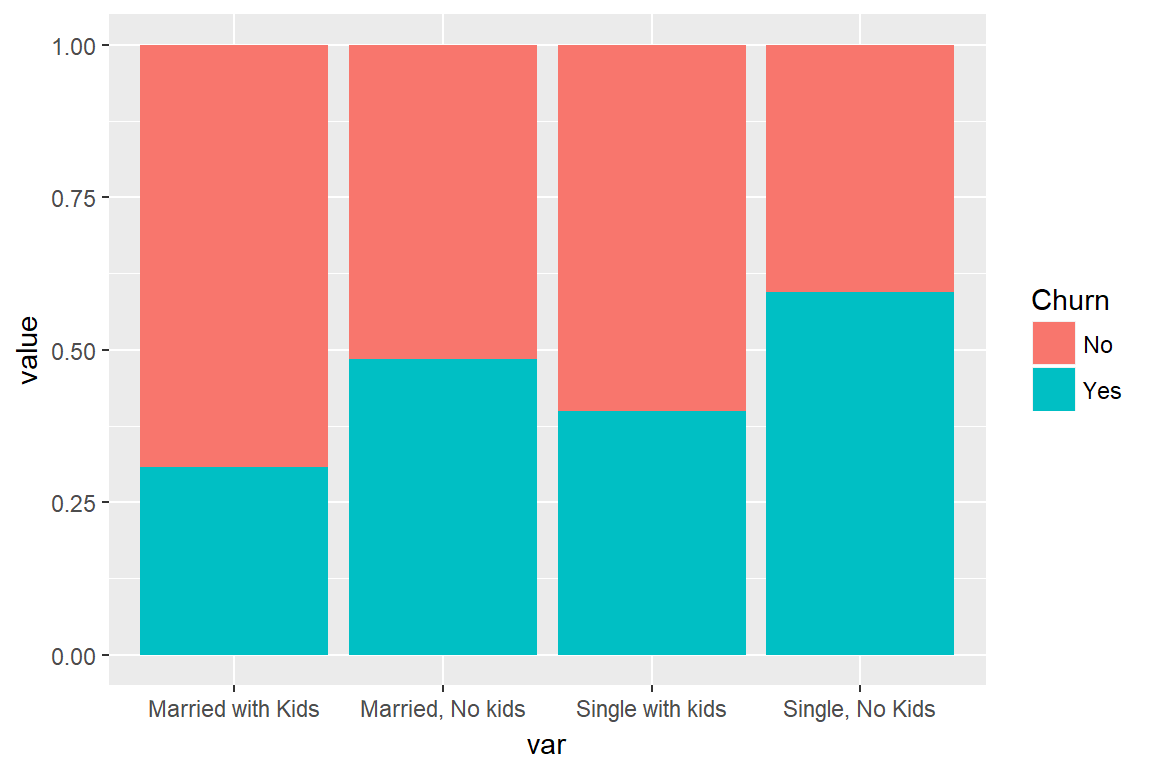 1.00
0.75
0.50
0.25
0.00
value
Married with Kids
Married, No kids
Single with kids
Single, No Kids
var
Churn
No
Yes